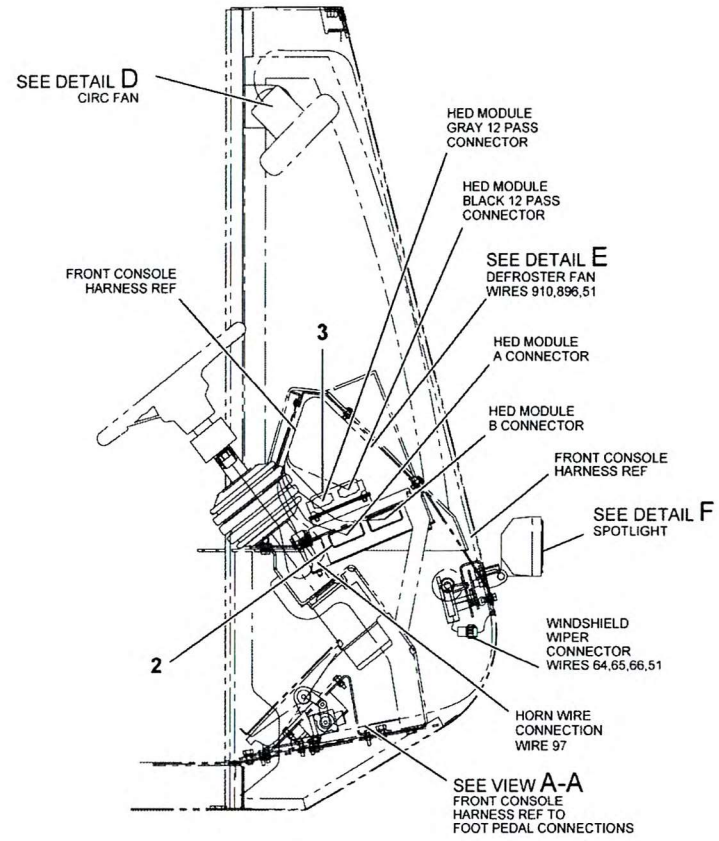 SEE DETAIL D
CIRC FAN
HED MODULE
GRAY 12 PASS
CONNECTOR
HED MODULE
BLACK 12 PASS
CONNECTOR
SEE DETAIL E
DEFROSTER FAN
WIRES 910,896,51
FRONT CONSOLE
HARNESS REF
3
HED MODULE
A CONNECTOR
HED MODULE
B CONNECTOR
FRONT CONSOLE
HARNESS REF
SEE DETAIL F
SPOTLIGHT
WINDSHIELD
WIPER
CONNECTOR
WIRES 64,65,66,51
2
HORN WIRE
CONNECTION
WIRE 97
SEE VIEW A-A
FRONT CONSOLE
HARNESS REF TO
FOOT PEDAL CONNECTIONS